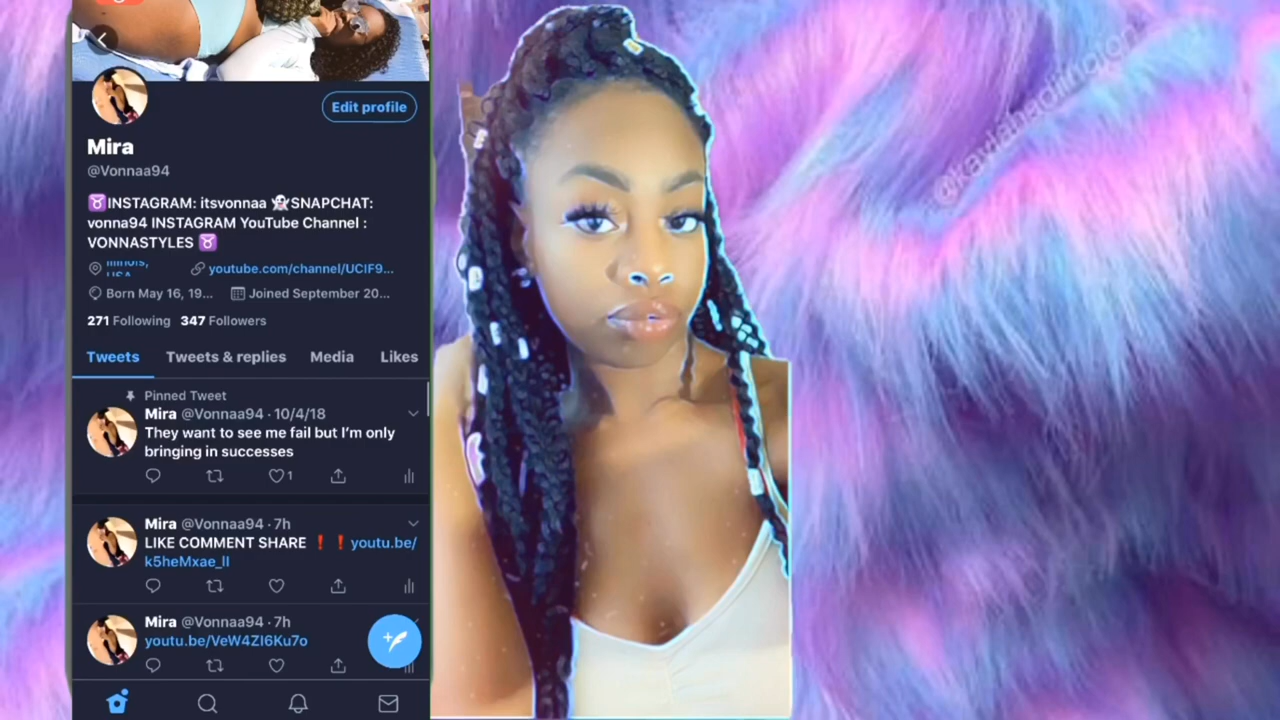 Edit profile
Mira
@Vonnaa94
♉INSTAGRAM: itsvonnaa 👻SNAPCHAT:
vonna94 INSTAGRAM YouTube Channel :
VONNASTYLES ♉
Illinois, USA youtube.com/channel/UCIF9...
Born May 16, 19... Joined September 20...
271 Following 347 Followers
Tweets Tweets & replies Media Likes
Pinned Tweet
Mira @Vonnaa94 · 10/4/18
They want to see me fail but I’m only
bringing in successes
1
Mira @Vonnaa94 · 7h
LIKE COMMENT SHARE ❗❗youtu.be/
k5heMxae_lI
Mira @Vonnaa94 · 7h
youtu.be/VeW4ZI6Ku7o